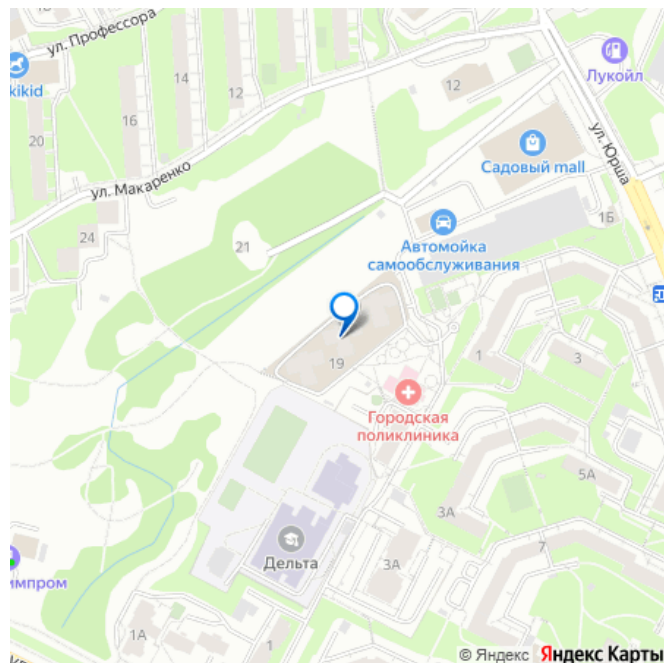 ул. Профессора
Лукойл
kikid
14
12
12
16
20
ул. Юрша
Садовый mall
ул. Макаренко
1Б
24
21
Автомойка
самообслуживания
1
3
19
Городская
поликлиника
5А
3А
7
Дельта
3А
импром
1А
1
© Яндекс Яндекс Карты